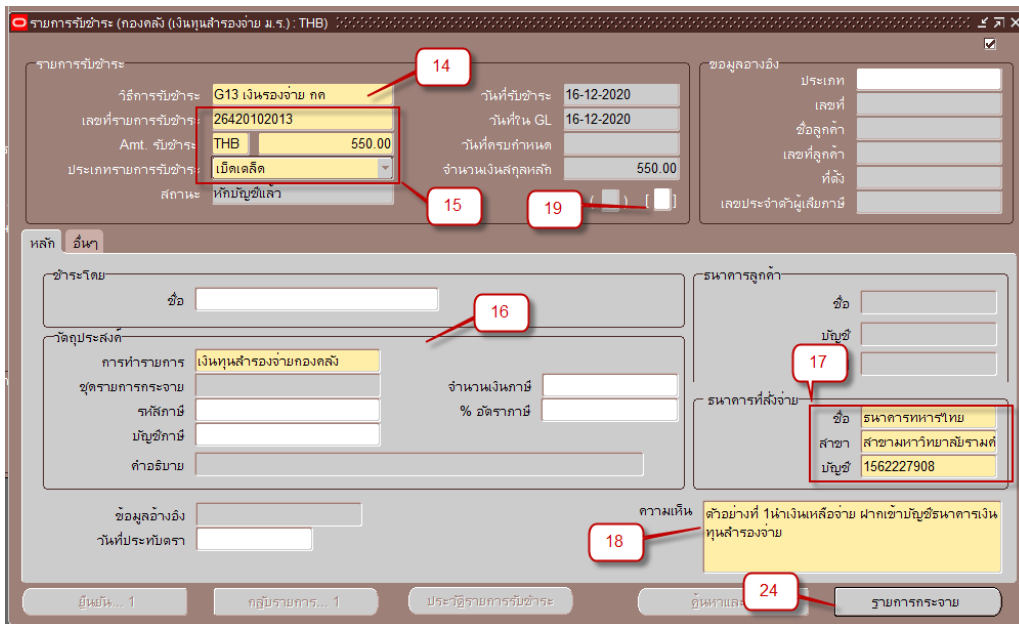 รายการรับชำระ (กองคลัง (เงินทุนสำรองจ่าย ม.ร.) : THB)
รายการรับชำระ
14
ข้อมูลอ้างอิง
วิธีการรับชำระ G13 เงินรองจ่าย กค วันที่รับชำระ 16-12-2020 ประเภท
เลขที่รายการรับชำระ 26420102013 วันที่ใน GL 16-12-2020 เลขที่
Amt. รับชำระ THB 550.00 วันที่ครบกำหนด ชื่อลูกค้า
ประเภทรายการรับชำระ เบ็ดเตล็ด จำนวนเงินสกุลหลัก 550.00 เลขที่ลูกค้า
ที่ตั้ง
สถานะ หักบัญชีแล้ว 15 19 ( ) [ ] เลขประจำตัวผู้เสียภาษี
หลัก อื่นๆ
ชำระโดย ธนาคารลูกค้า
ชื่อ 16 ชื่อ
วัตถุประสงค์ บัญชี
การทำรายการ เงินทุนสำรองจ่ายกองคลัง 17
ชุดรายการกระจาย จำนวนเงินภาษี
รหัสภาษี % อัตราภาษี ธนาคารที่สั่งจ่าย
ชื่อ ธนาคารทหารไทย
บัญชีภาษี สาขา สาขามหาวิทยาลัยรามคำ
คำอธิบาย บัญชี 1562227908
ข้อมูลอ้างอิง ความเห็น ตัวอย่างที่ 1นำเงินเหลือจ่าย ฝากเข้าบัญชีธนาคารเงิน
วันที่ประทับตรา 18 ทุนสำรองจ่าย
ยืนยัน... 1 กลับรายการ... 1 ประวัติรายการรับชำระ ค้นหาและ 24 รายการกระจาย